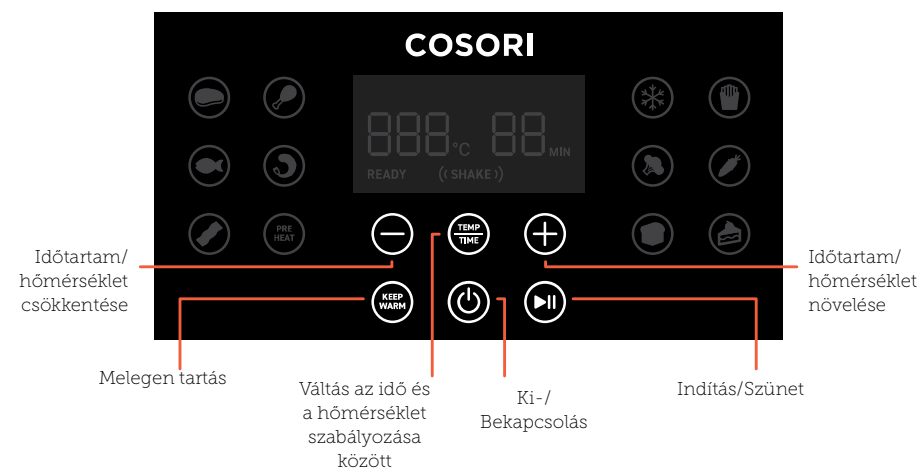 COSORI
888 °C 88 MIN
READY ((SHAKE))
PRE
HEAT
TEMP
TIME
KEEP
WARM
Időtartam/
hőmérséklet
csökkentése
Időtartam/
hőmérséklet
növelése
Melegen tartás
Váltás az idő és
a hőmérséklet
szabályozása
között
Ki-/
Bekapcsolás
Indítás/Szünet